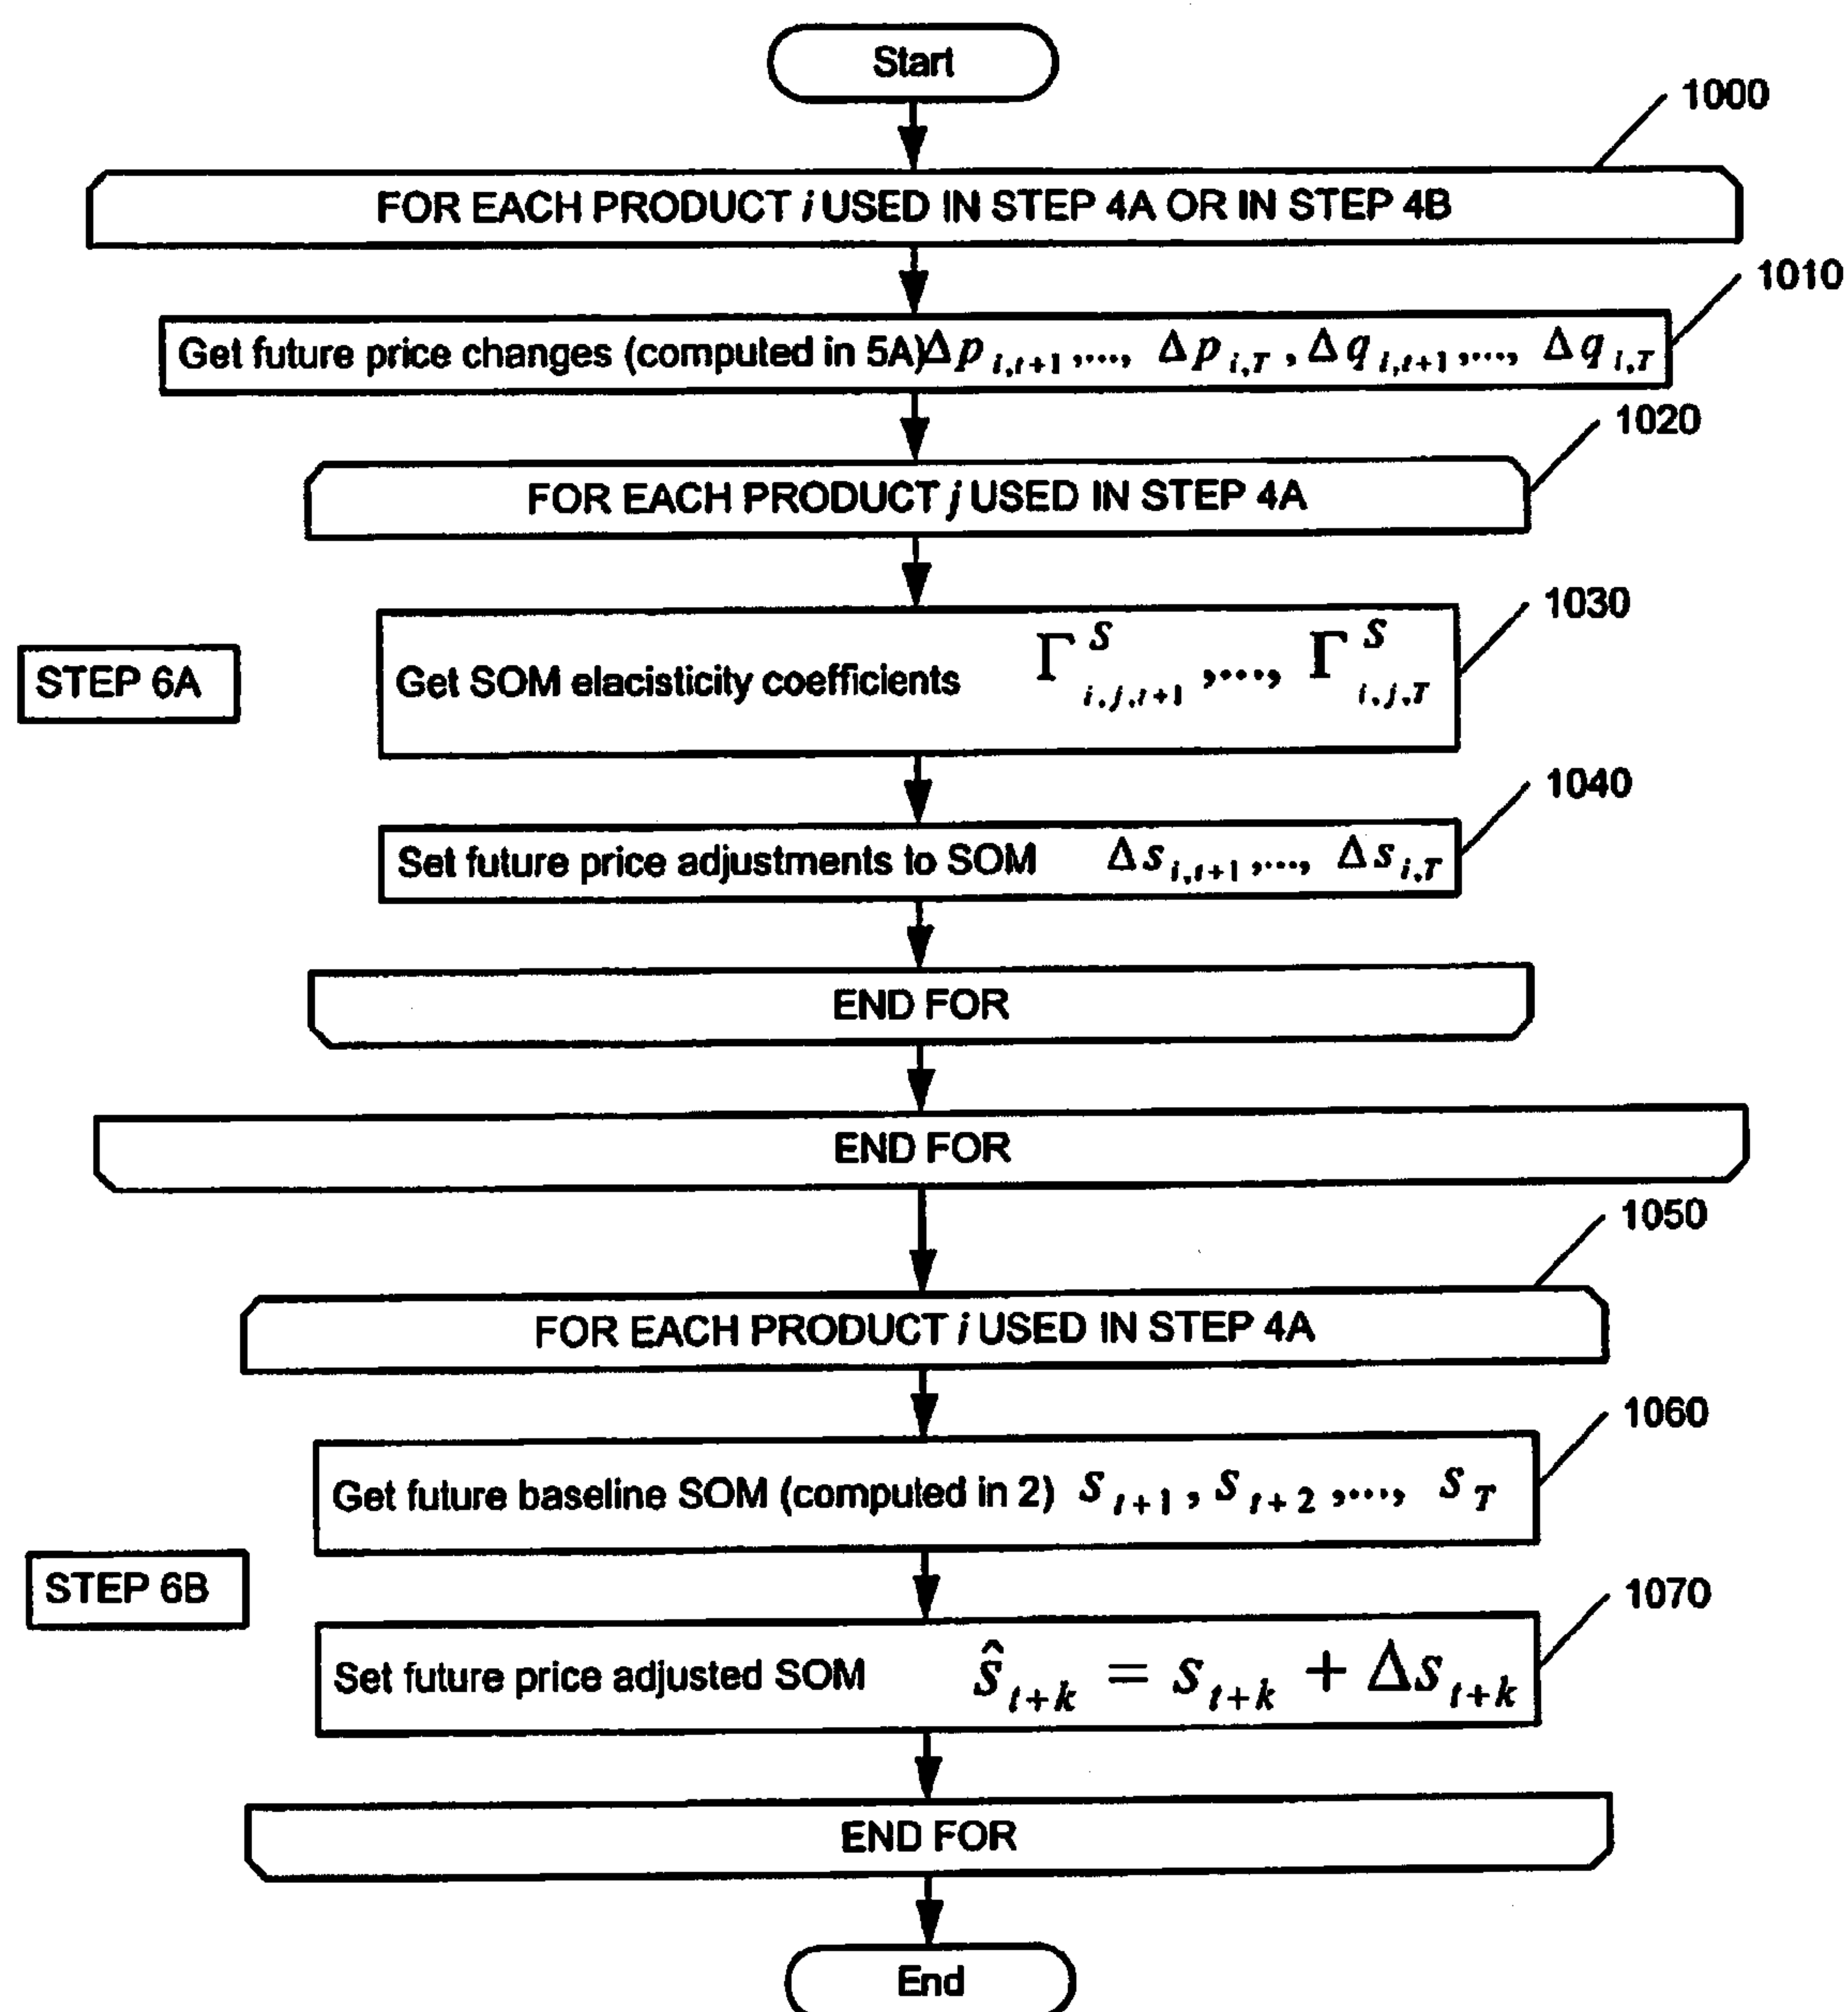 Start
1000
FOR EACH PRODUCT i USED IN STEP 4A OR IN STEP 4B
1010
Get future price changes (computed in 5A)Δp i,t+1 ,..., Δp i,T , Δq i,t+1 ,..., Δq i,T
1020
FOR EACH PRODUCT j USED IN STEP 4A
1030
STEP 6A
Get SOM elacisticity coefficients Γ S i,j,t+1 ,..., Γ S i,j,T
1040
Set future price adjustments to SOM Δs i,t+1 ,..., Δs i,T
END FOR
END FOR
1050
FOR EACH PRODUCT i USED IN STEP 4A
1060
Get future baseline SOM (computed in 2) s t+1 , s t+2 ,..., s T
STEP 6B
1070
Set future price adjusted SOM ŝ t+k = s t+k + Δs t+k
END FOR
End